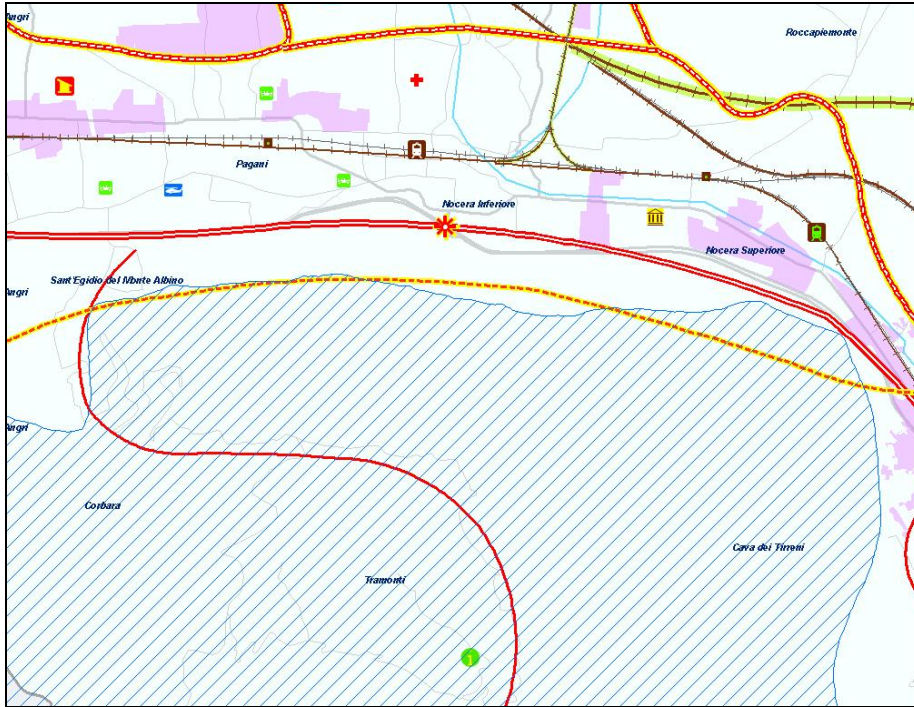 Angri
Roccapiemonte
Pagani
Nocera Inferiore
Nocera Superiore
Sant'Egidio del Monte Albino
Angri
Angri
Corbara
Cava dei Tirreni
Tramonti
i